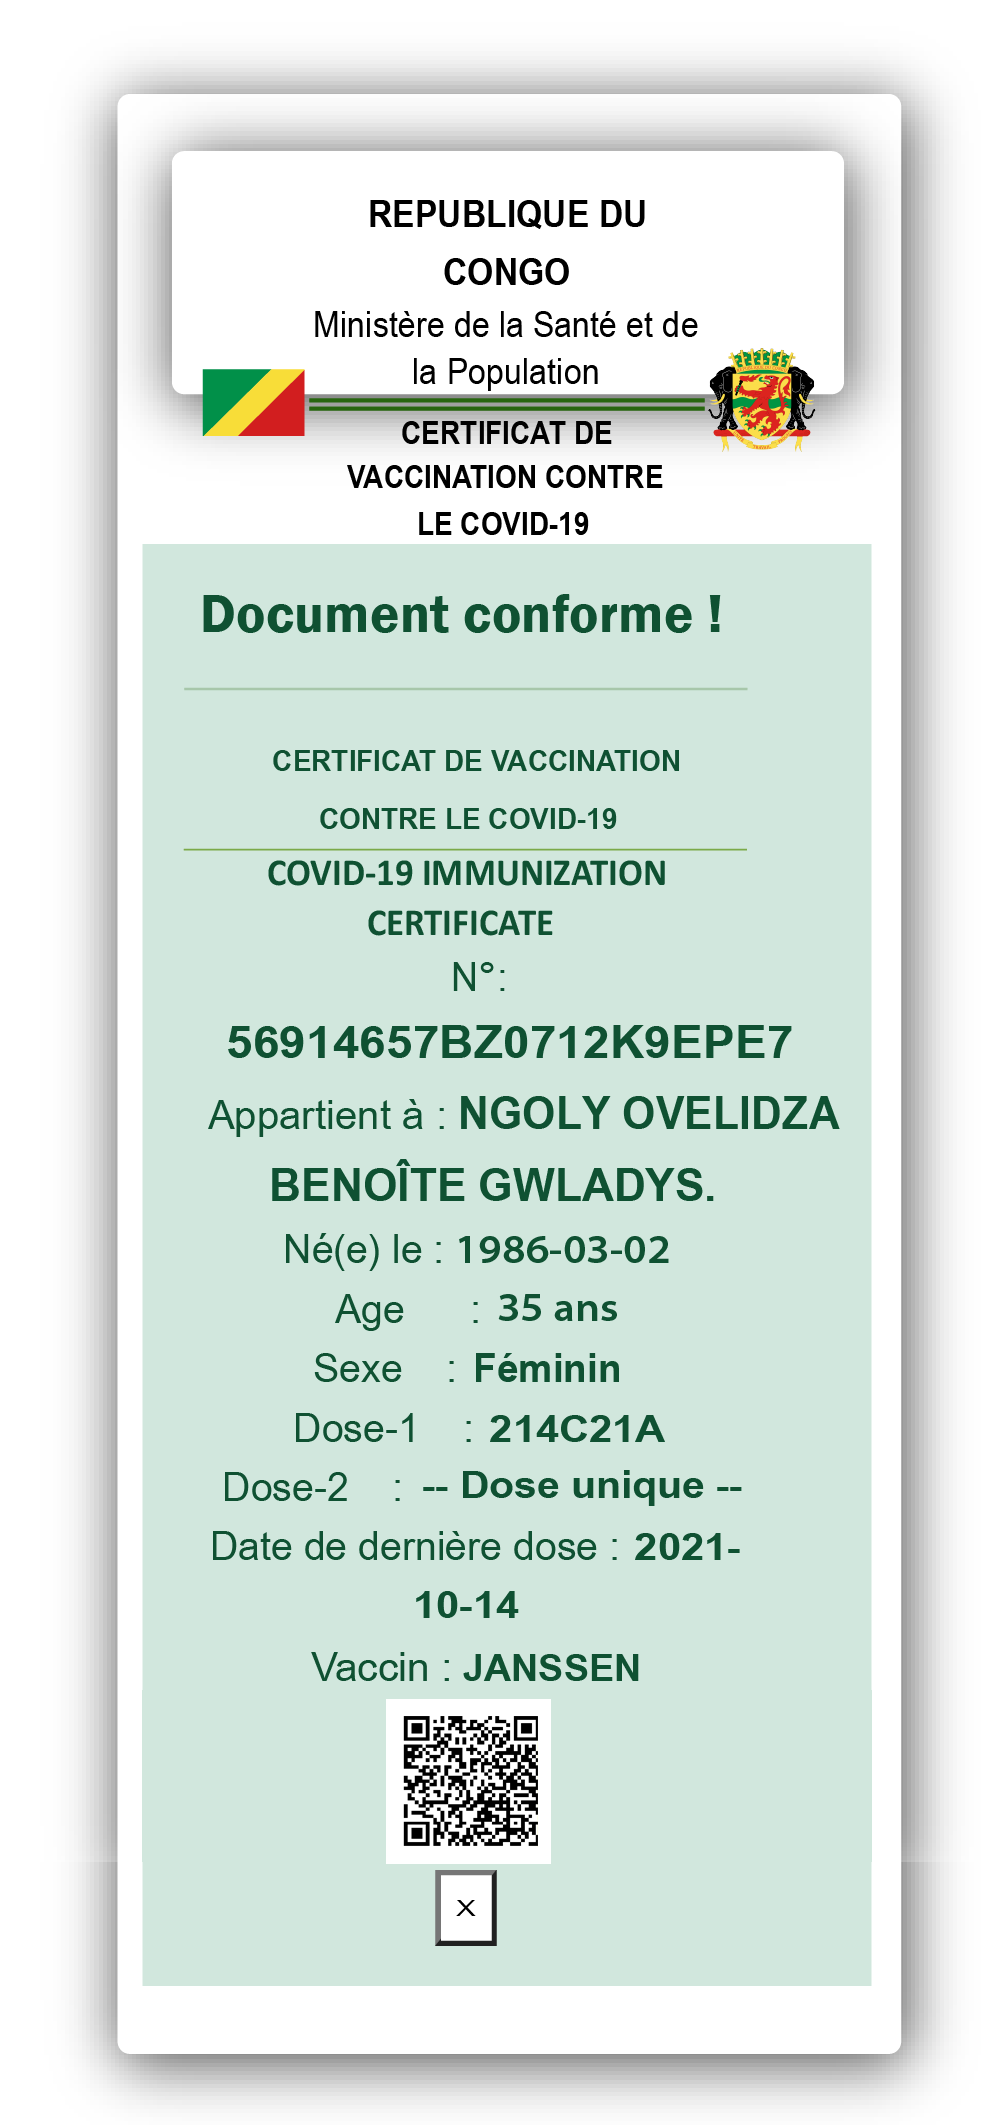 REPUBLIQUE DU
CONGO
Ministère de la Santé et de
la Population
CERTIFICAT DE
VACCINATION CONTRE
LE COVID-19
Document conforme !
CERTIFICAT DE VACCINATION
CONTRE LE COVID-19
COVID-19 IMMUNIZATION
CERTIFICATE
N°:
56914657BZ0712K9EPE7
Appartient à : NGOLY OVELIDZA
BENOÎTE GWLADYS.
Né(e) le : 1986-03-02
Age : 35 ans
Sexe : Féminin
Dose-1 : 214C21A
Dose-2 : -- Dose unique --
Date de dernière dose : 2021-
10-14
Vaccin : JANSSEN
X